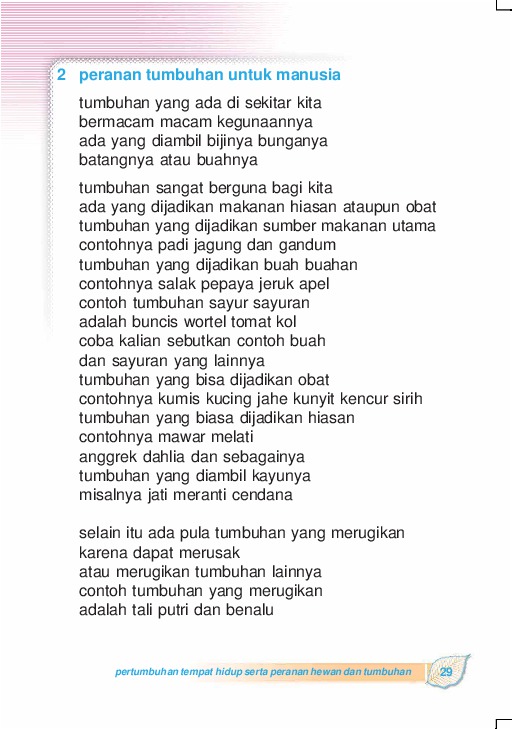 2 peranan tumbuhan untuk manusia
tumbuhan yang ada di sekitar kita
bermacam macam kegunaannya
ada yang diambil bijinya bunganya
batangnya atau buahnya
tumbuhan sangat berguna bagi kita
ada yang dijadikan makanan hiasan ataupun obat
tumbuhan yang dijadikan sumber makanan utama
contohnya padi jagung dan gandum
tumbuhan yang dijadikan buah buahan
contohnya salak pepaya jeruk apel
contoh tumbuhan sayur sayuran
adalah buncis wortel tomat kol
coba kalian sebutkan contoh buah
dan sayuran yang lainnya
tumbuhan yang bisa dijadikan obat
contohnya kumis kucing jahe kunyit kencur sirih
tumbuhan yang biasa dijadikan hiasan
contohnya mawar melati
anggrek dahlia dan sebagainya
tumbuhan yang diambil kayunya
misalnya jati meranti cendana
selain itu ada pula tumbuhan yang merugikan
karena dapat merusak
atau merugikan tumbuhan lainnya
contoh tumbuhan yang merugikan
adalah tali putri dan benalu
pertumbuhan tempat hidup serta peranan hewan dan tumbuhan 29